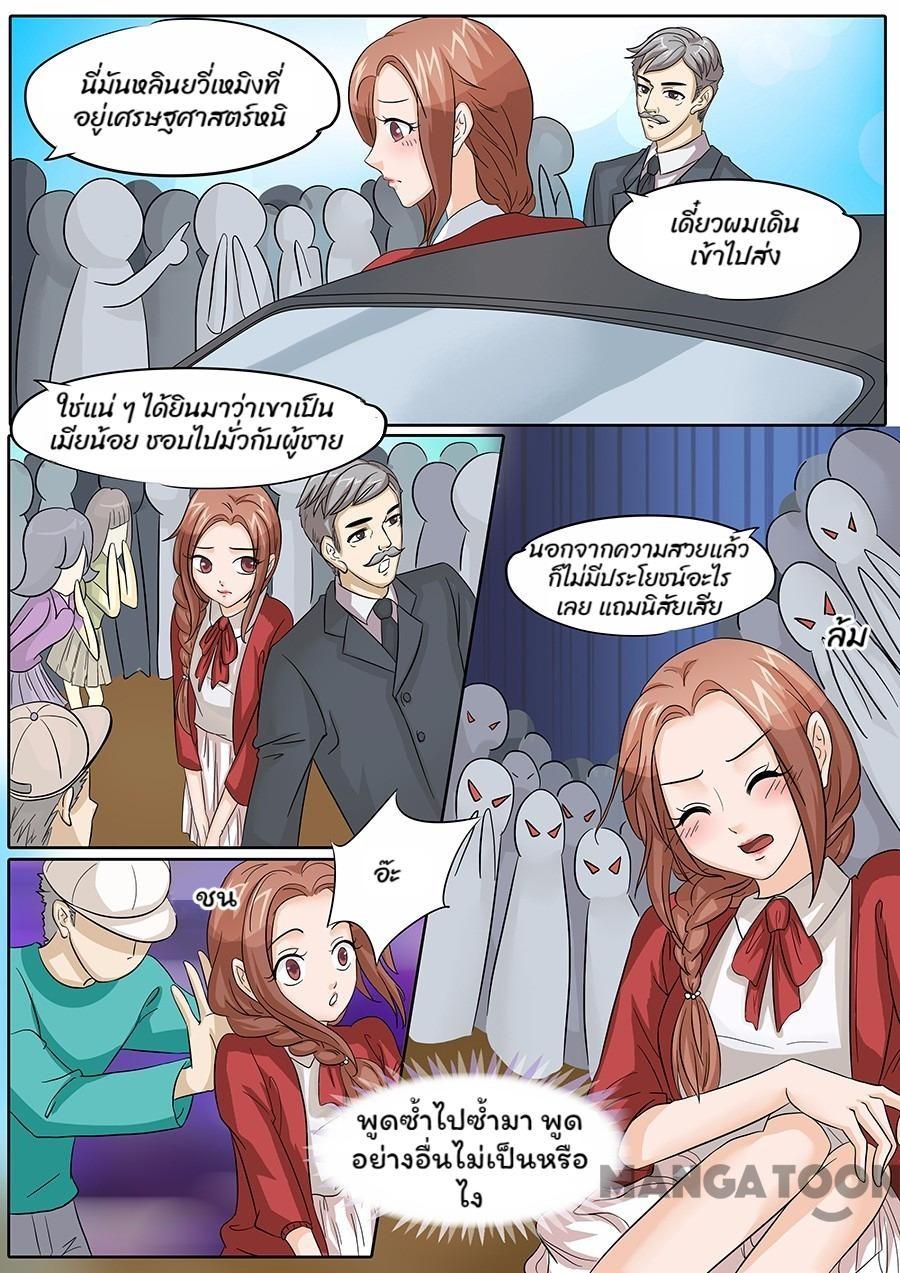 นี่มันหลินยวี่เหมิงที่
อยู่เศรษฐศาสตร์หนิ
เดี๋ยวผมเดิน
เข้าไปส่ง
ใช่แน่ ๆ ได้ยินมาว่าเขาเป็น
เมียน้อย ชอบไปมั่วกับผู้ชาย
นอกจากความสวยแล้ว
ก็ไม่มีประโยชน์อะไร
เลย แถมนิสัยเสีย
ล้ม
อ๊ะ
ชน
พูดซ้ำไปซ้ำมา พูด
อย่างอื่นไม่เป็นหรือ
ไง
MANGATOON